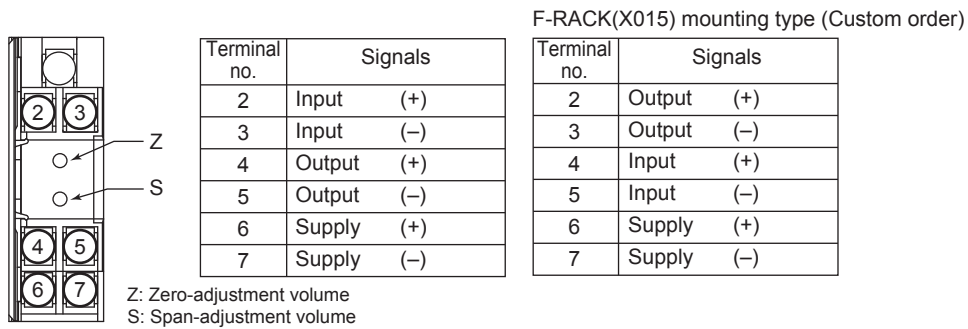 F-RACK(X015) mounting type (Custom order)
2 3
Z
S
4 5
6 7
Terminal no. Signals
2 Input (+)
3 Input (–)
4 Output (+)
5 Output (–)
6 Supply (+)
7 Supply (–)
Terminal no. Signals
2 Output (+)
3 Output (–)
4 Input (+)
5 Input (–)
6 Supply (+)
7 Supply (–)
Z: Zero-adjustment volume
S: Span-adjustment volume